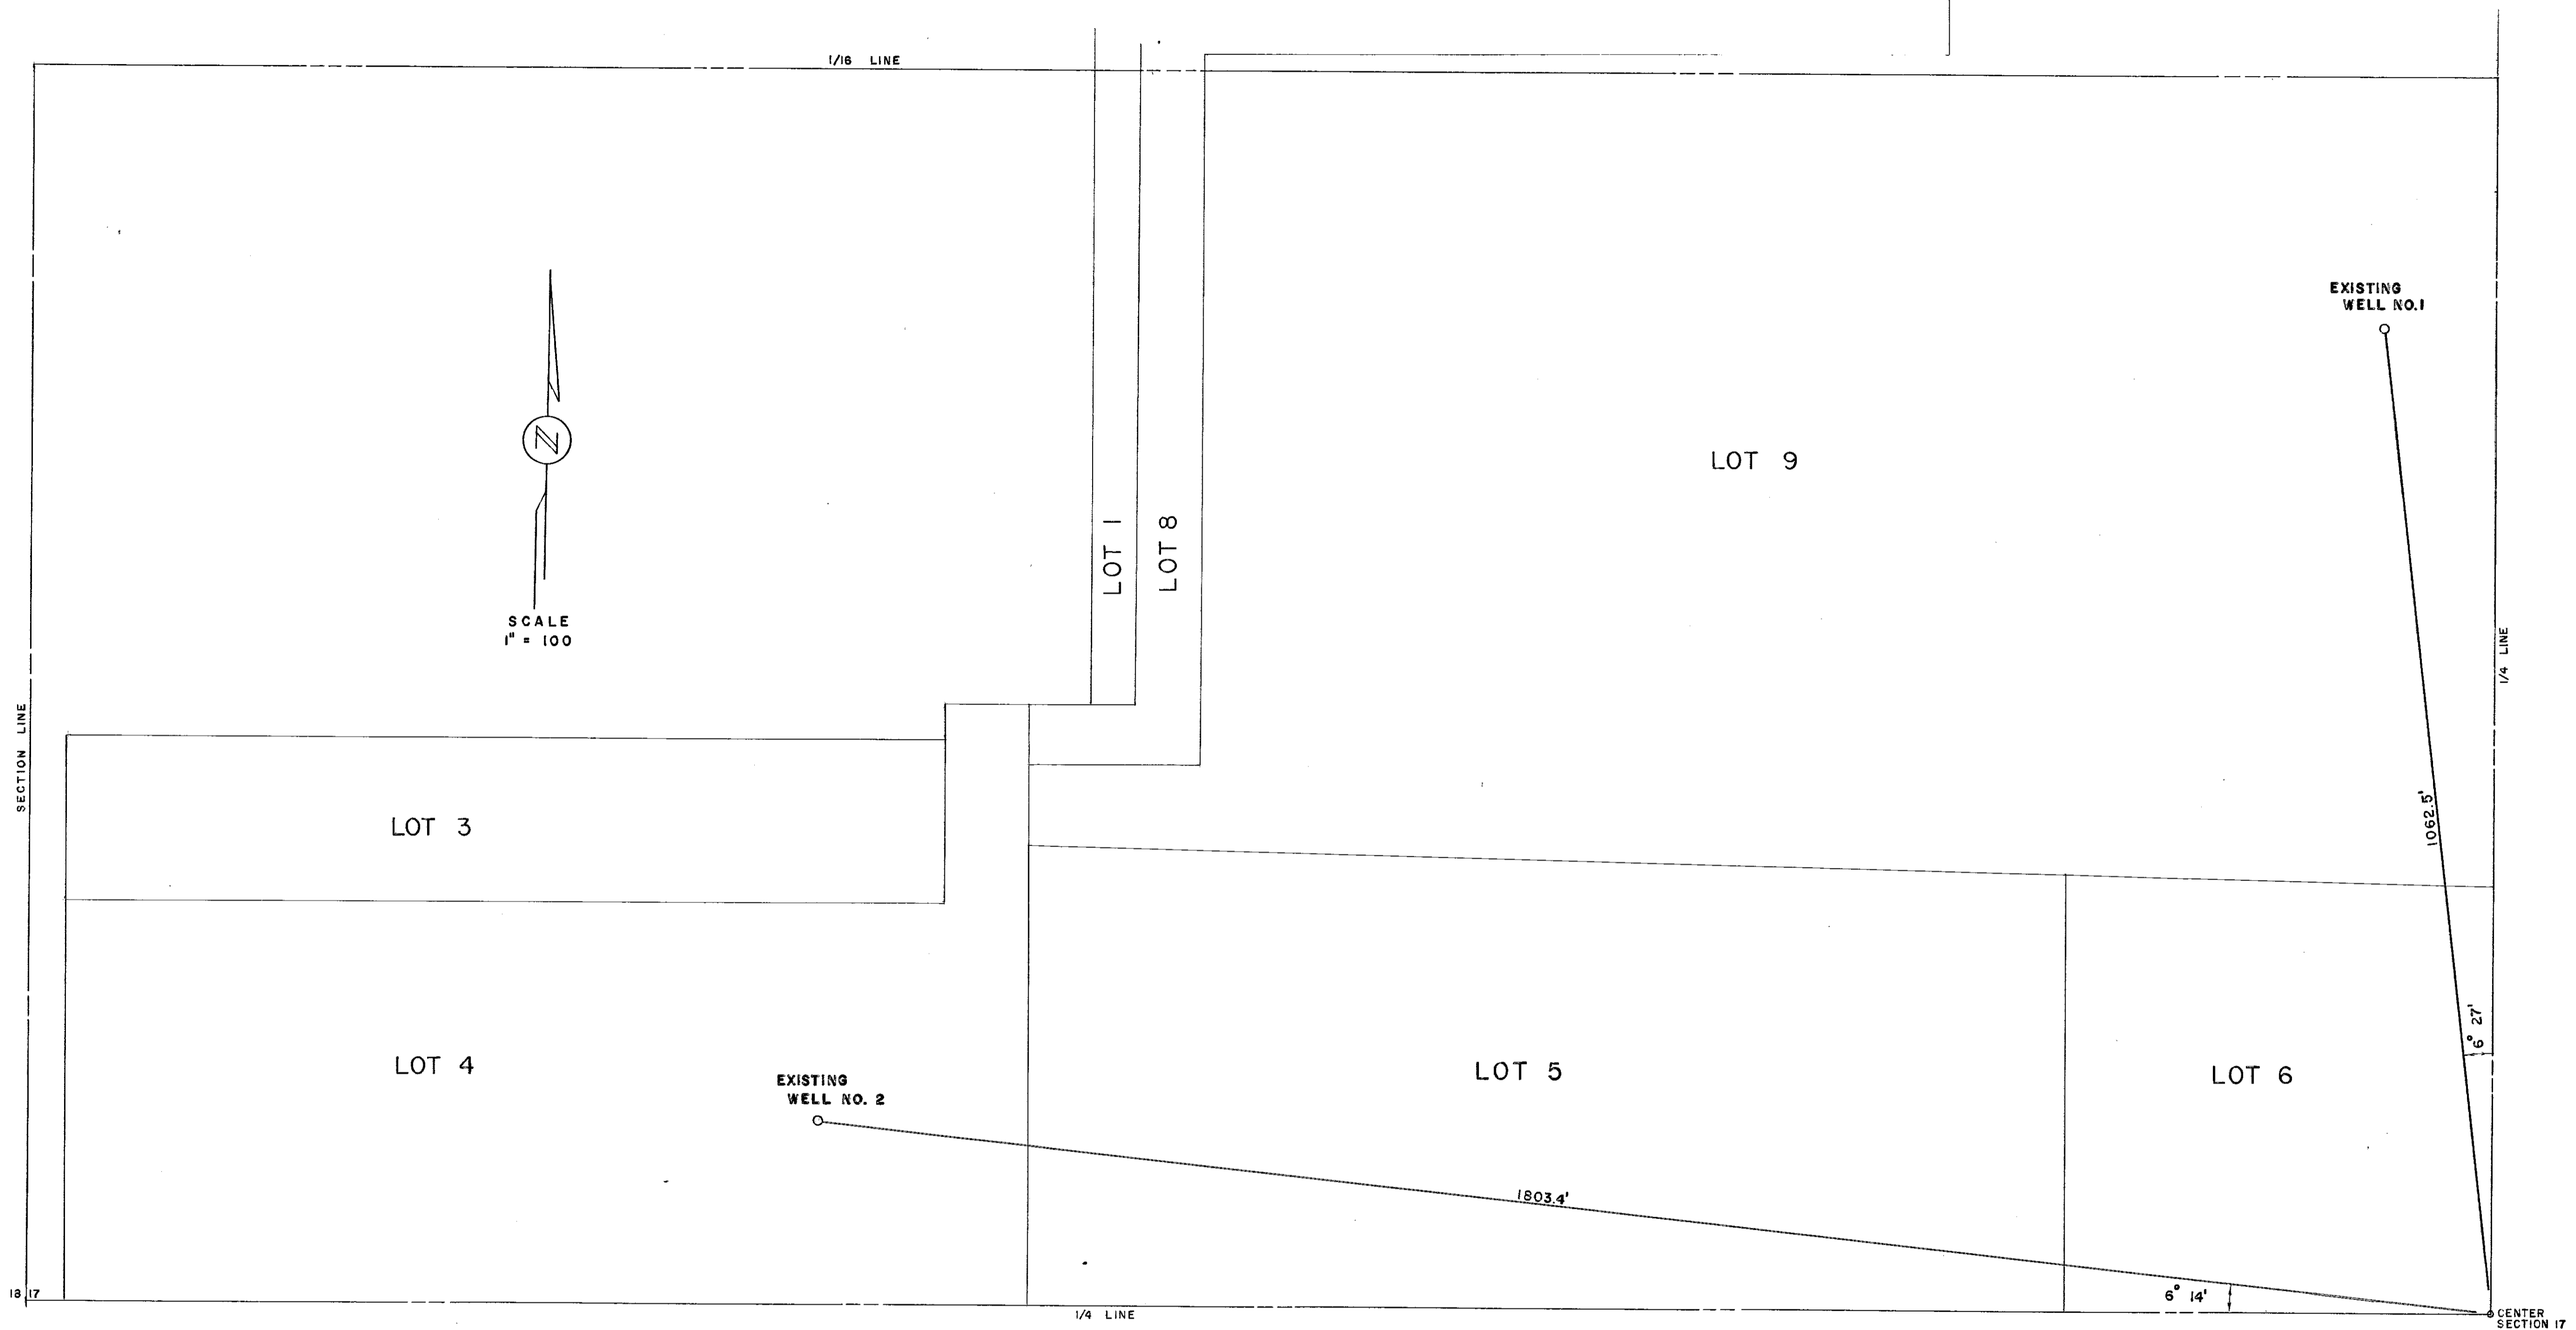 1/16 LINE
EXISTING
WELL NO.1
LOT 9
N
LOT 1
LOT 8
SCALE
1" = 100
1/4 LINE
SECTION LINE
LOT 3
1062.5'
6° 27'
LOT 4
EXISTING
WELL NO. 2
LOT 5
LOT 6
1803.4'
6° 14'
18 17
1/4 LINE
CENTER
SECTION 17